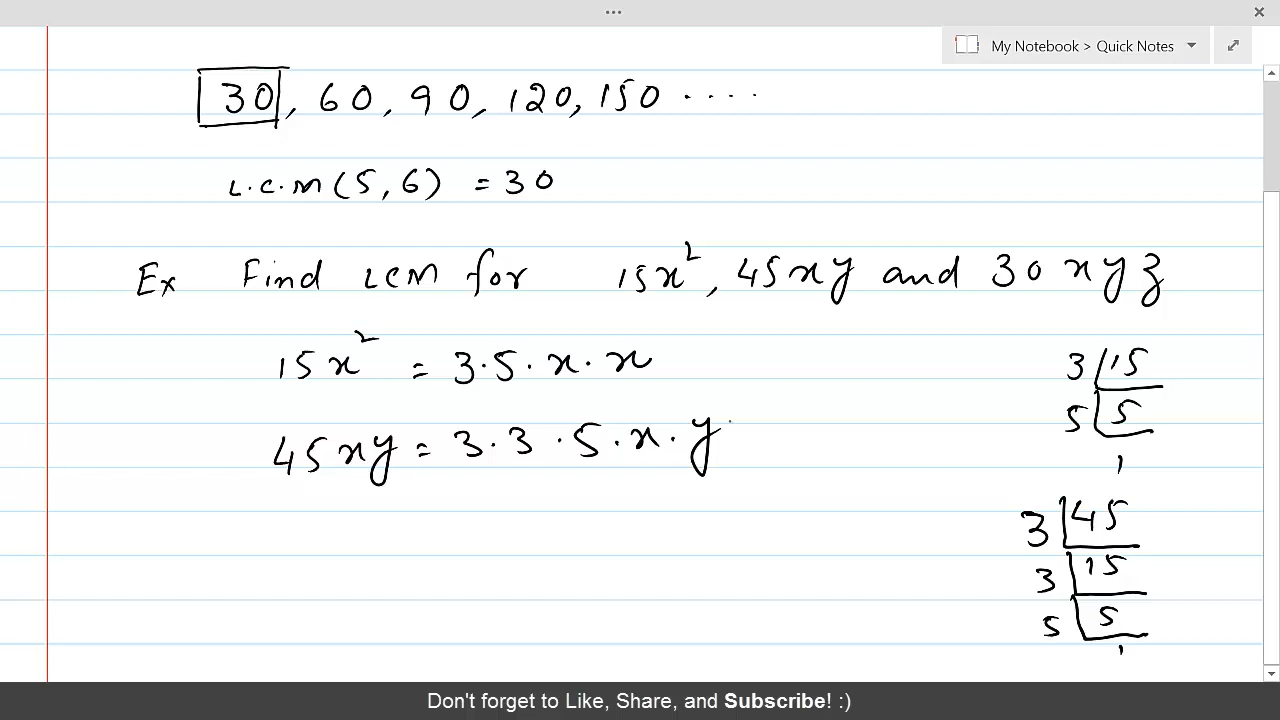 My Notebook > Quick Notes
30, 60, 90, 120, 150 ....
L.C.M (5, 6) = 30
Ex Find LCM for 15x², 45xy and 30xyz
15x² = 3·5·x·x
45xy = 3·3·5·x·y
3 15
5 5
1
3 45
3 15
5 5
1
Don't forget to Like, Share, and Subscribe! :)